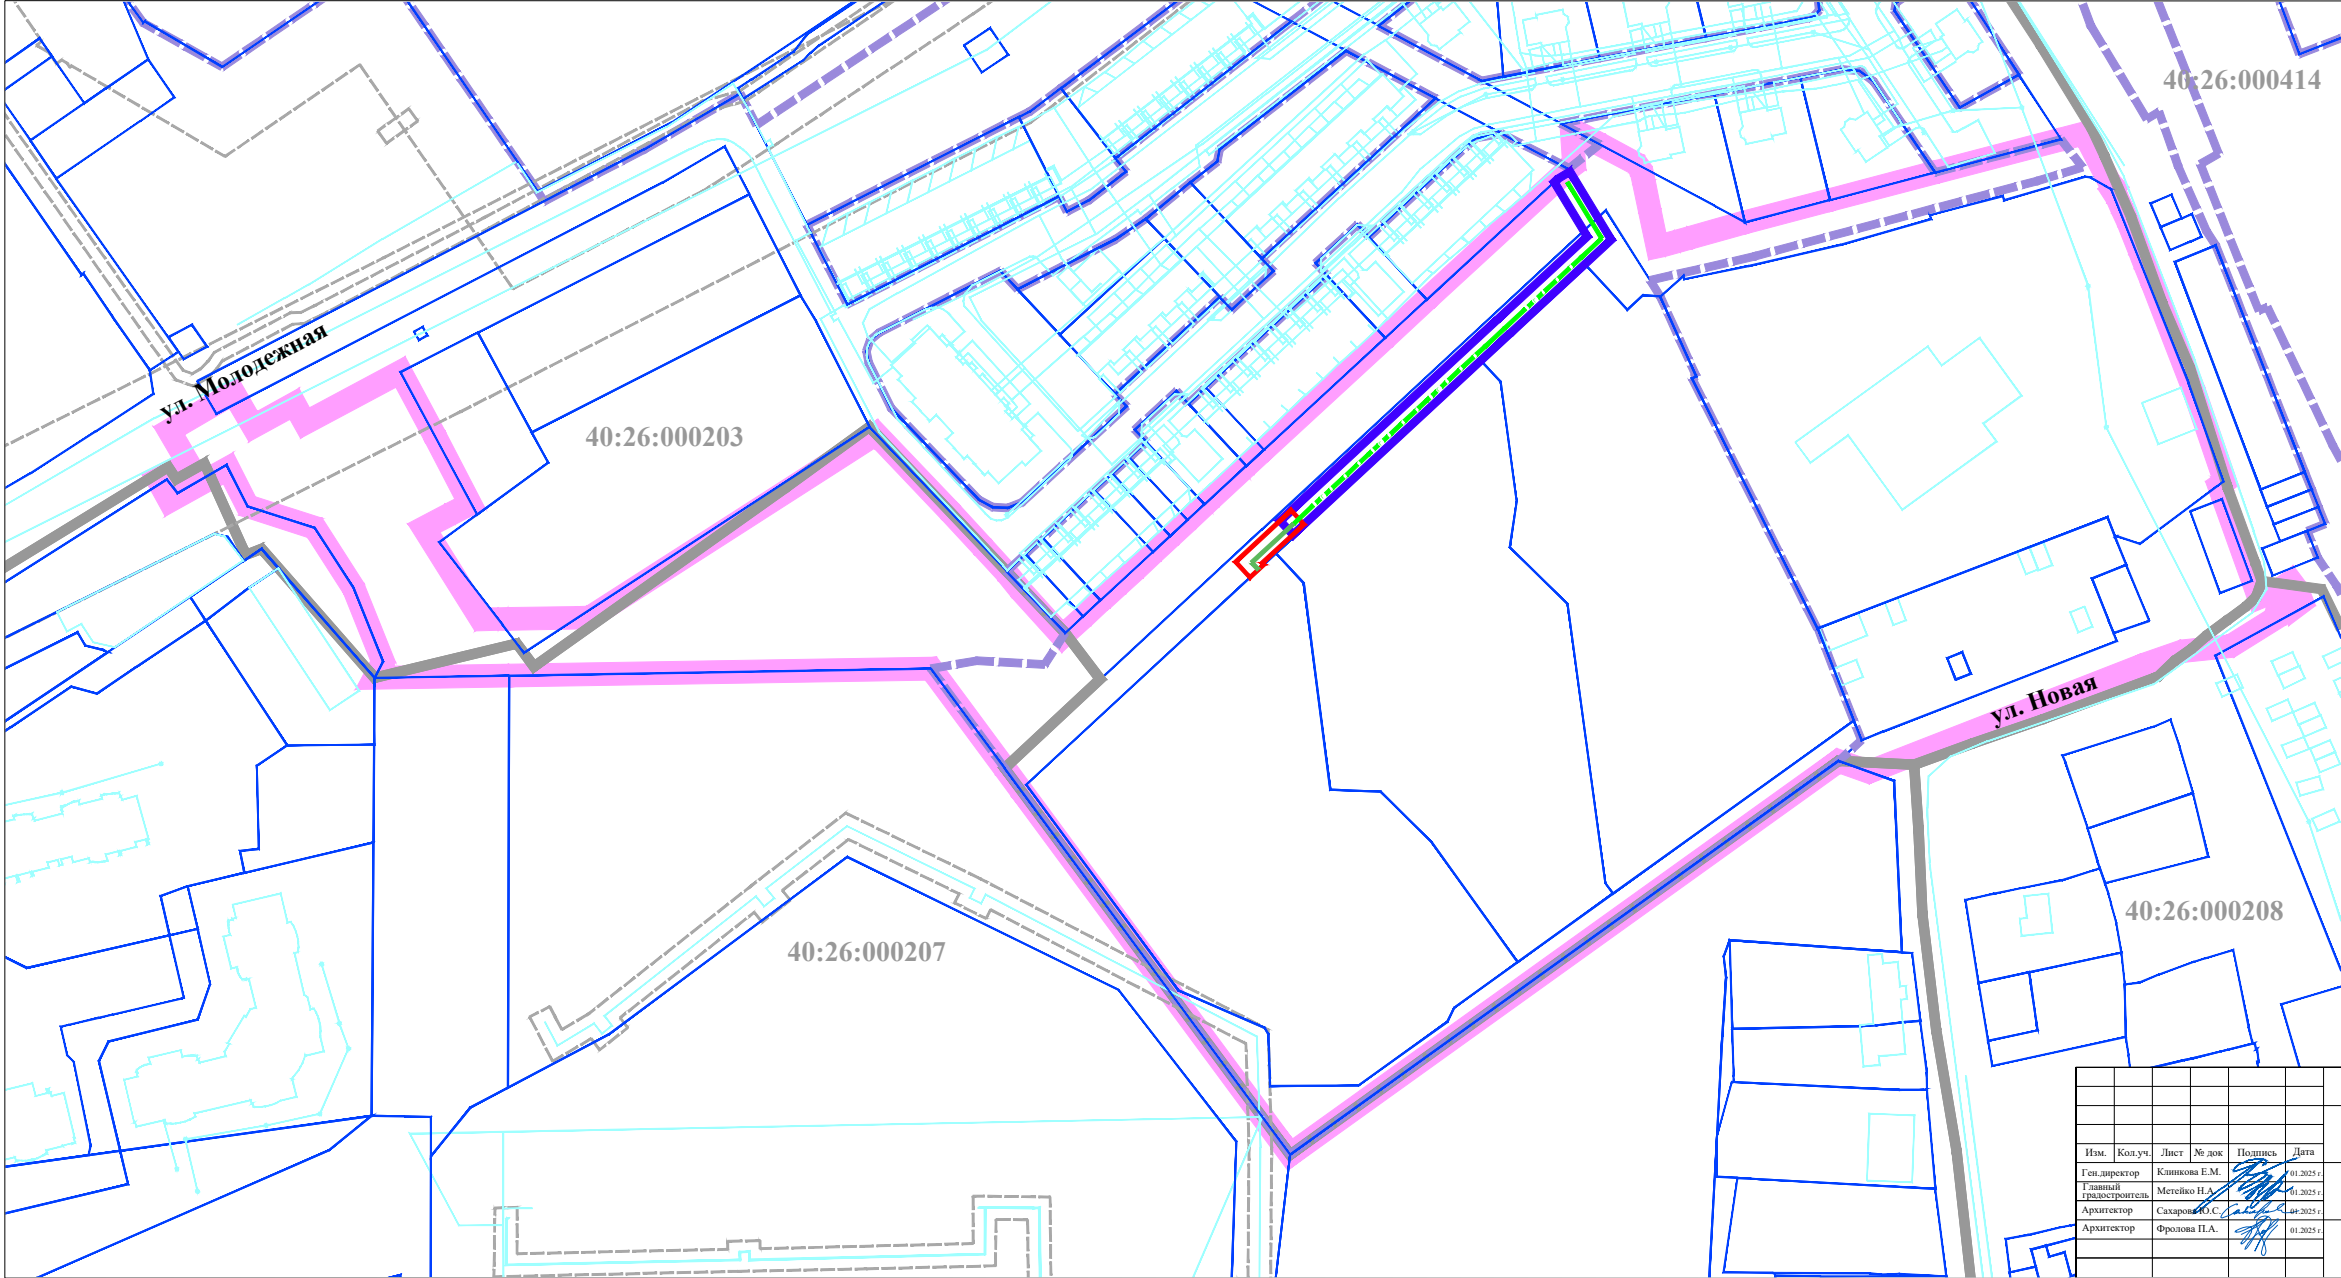 40:26:000414
ул. Молодежная
40:26:000203
ул. Новая
40:26:000208
40:26:000207
Изм. Кол.уч. Лист № док Подпись Дата
Ген.директор Клинкова Е.М. 01.2025 г.
Главный градостроитель Метейко Н.А. 01.2025 г.
Архитектор Сахарова Ю.С. 01.2025 г.
Архитектор Фролова П.А. 01.2025 г.